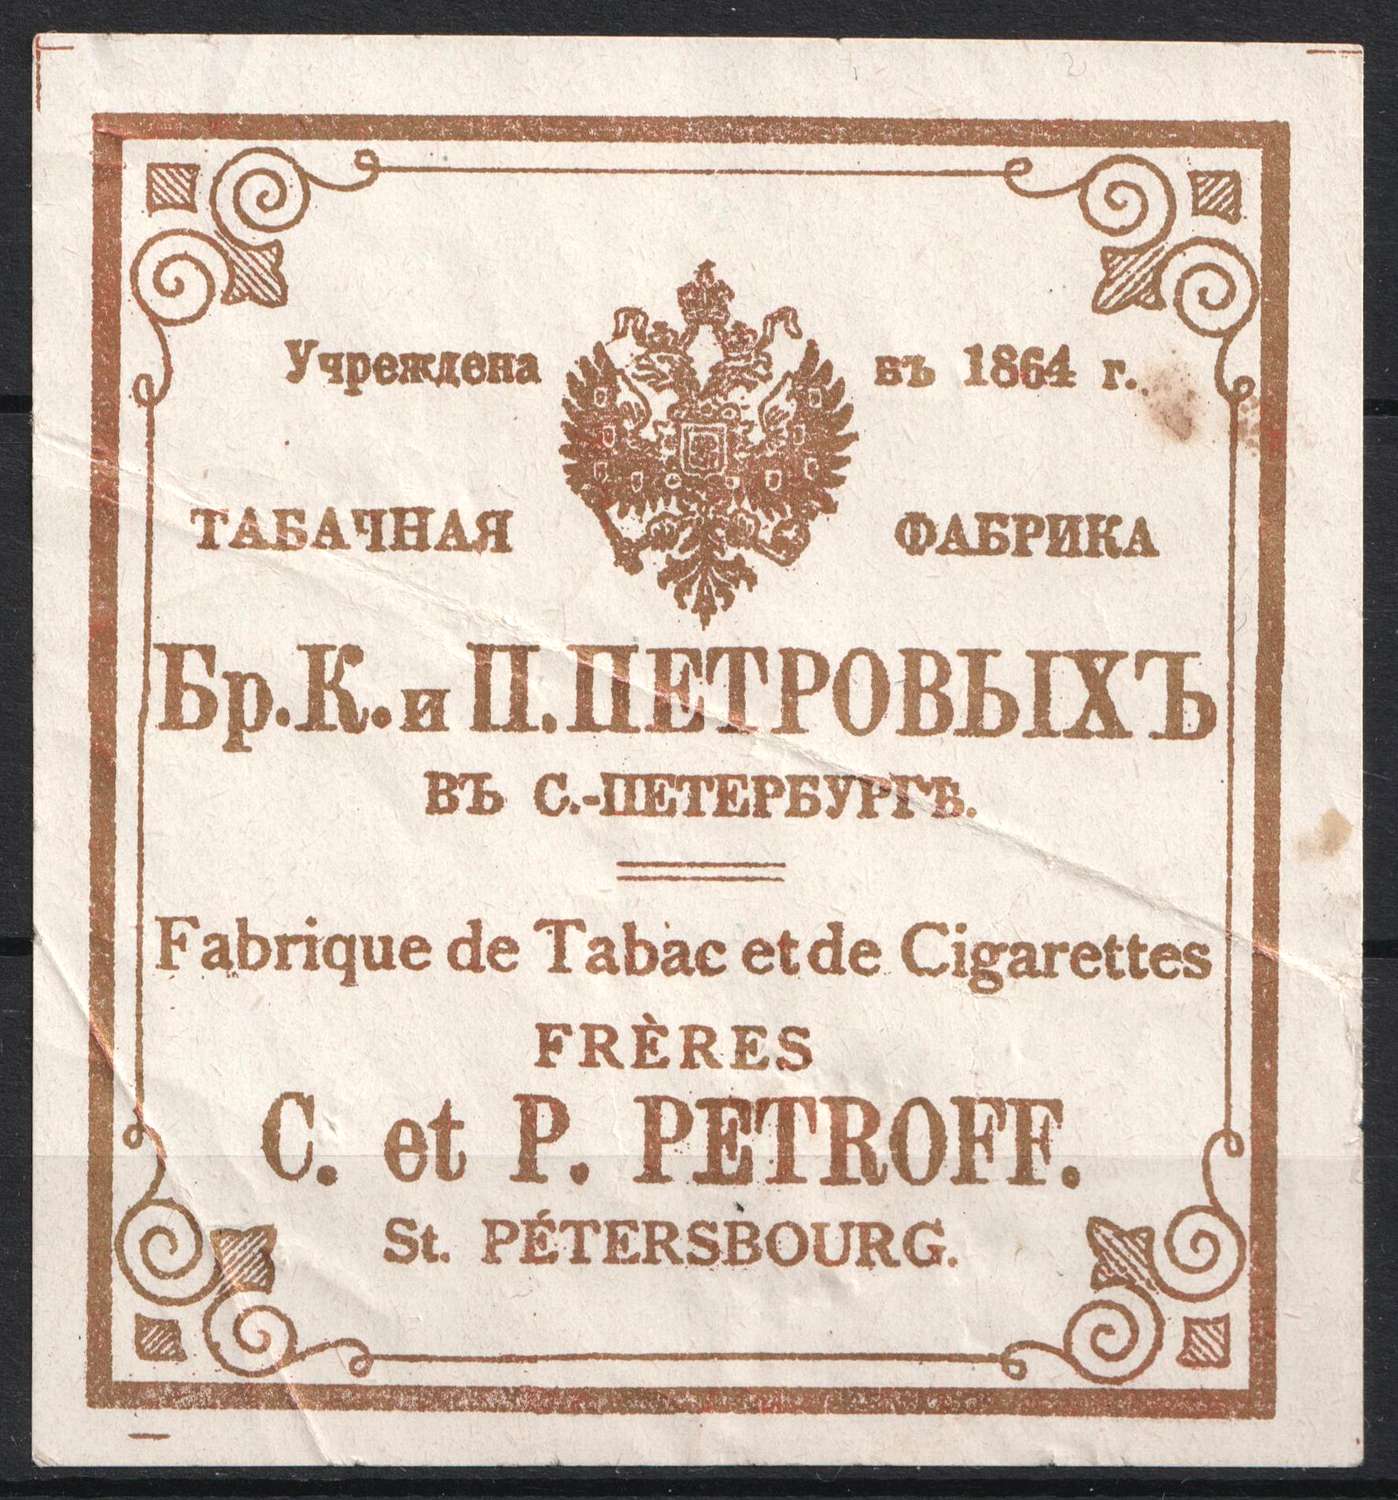 Учреждена въ 1864 г.
ТАБАЧНАЯ ФАБРИКА
Бр. К. и П. ПЕТРОВЫХЪ
ВЪ С.-ПЕТЕРБУРГѢ.
Fabrique de Tabac et de Cigarettes
FRÈRES
C. et P. PETROFF.
St. PÉTERSBOURG.